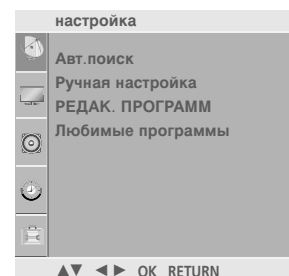 настройка
Авт.поиск
Ручная настройка
РЕДАК. ПРОГРАММ
Любимые программы
▲▼ ◄► OK RETURN